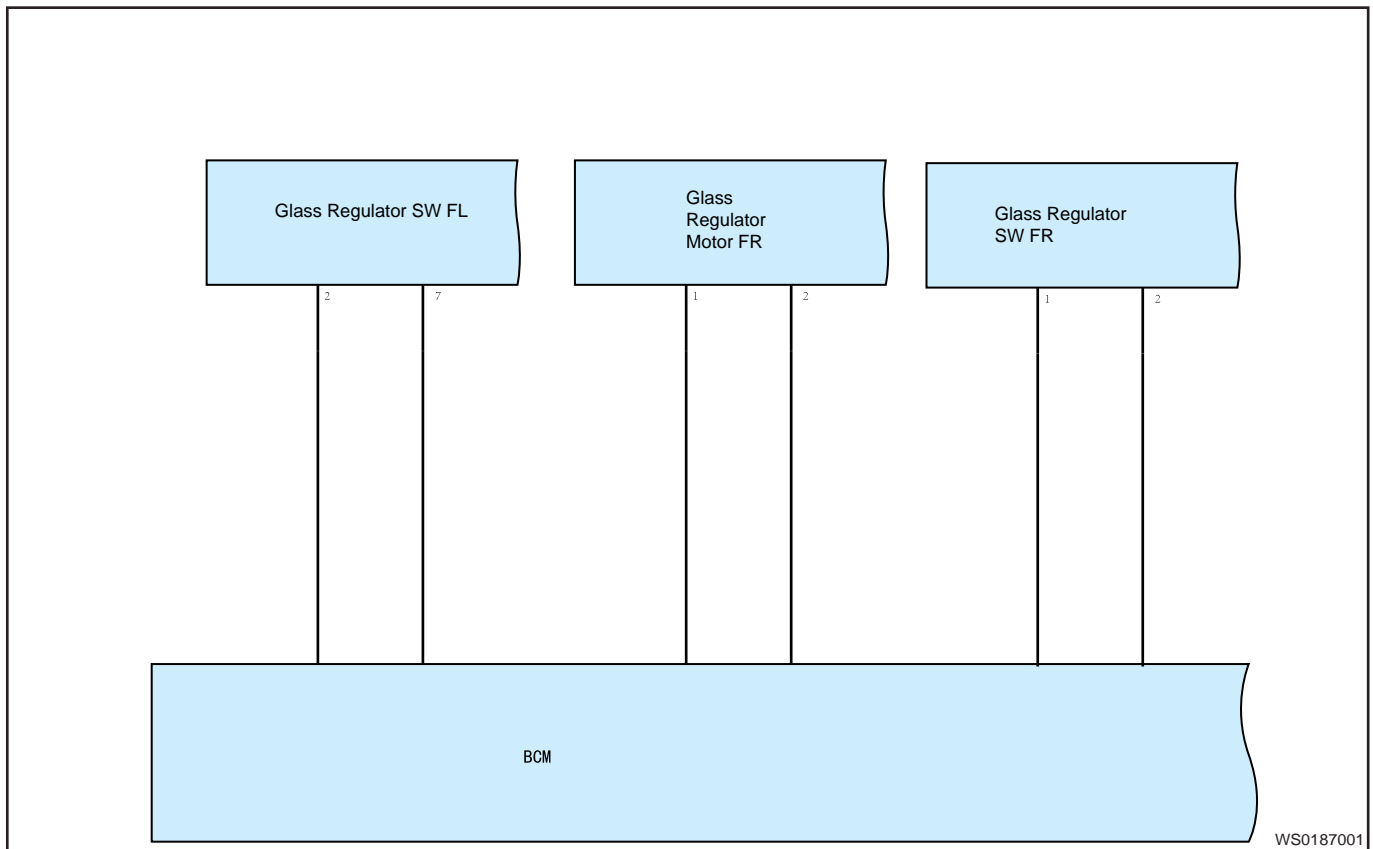 Glass Regulator SW FL
Glass
Regulator
Motor FR
Glass Regulator
SW FR
2
7
1
2
1
2
BCM
WS0187001